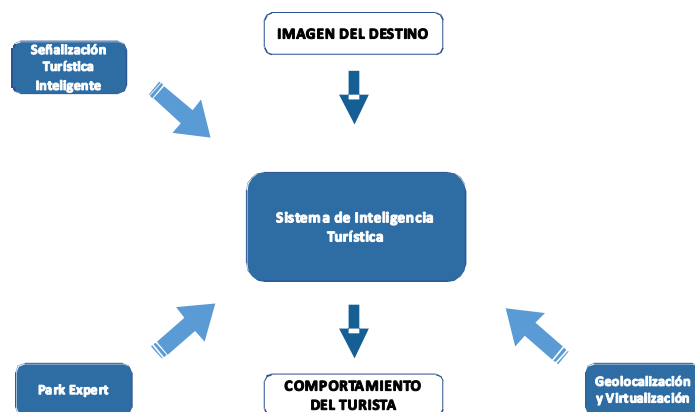 IMAGEN DEL DESTINO
Señalización
Turística
Inteligente
Sistema de Inteligencia
Turística
Park Expert
COMPORTAMIENTO
DEL TURISTA
Geolocalización
y Virtualización